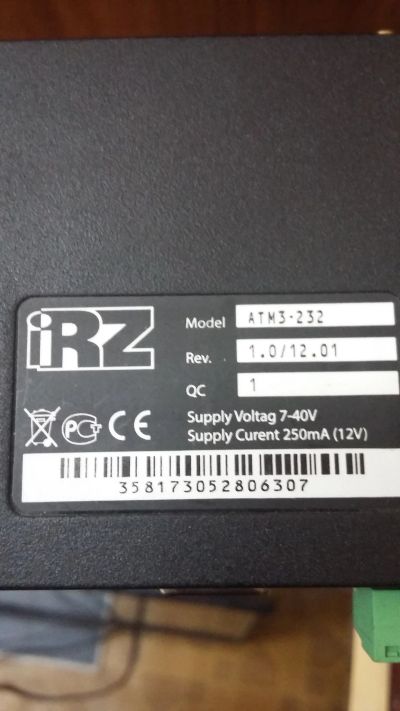 iRZ
Model ATM3-232
Rev. 1.0/12.01
QC 1
Supply Voltag 7-40V
Supply Curent 250mA (12V)
РСТ CE
358173052806307